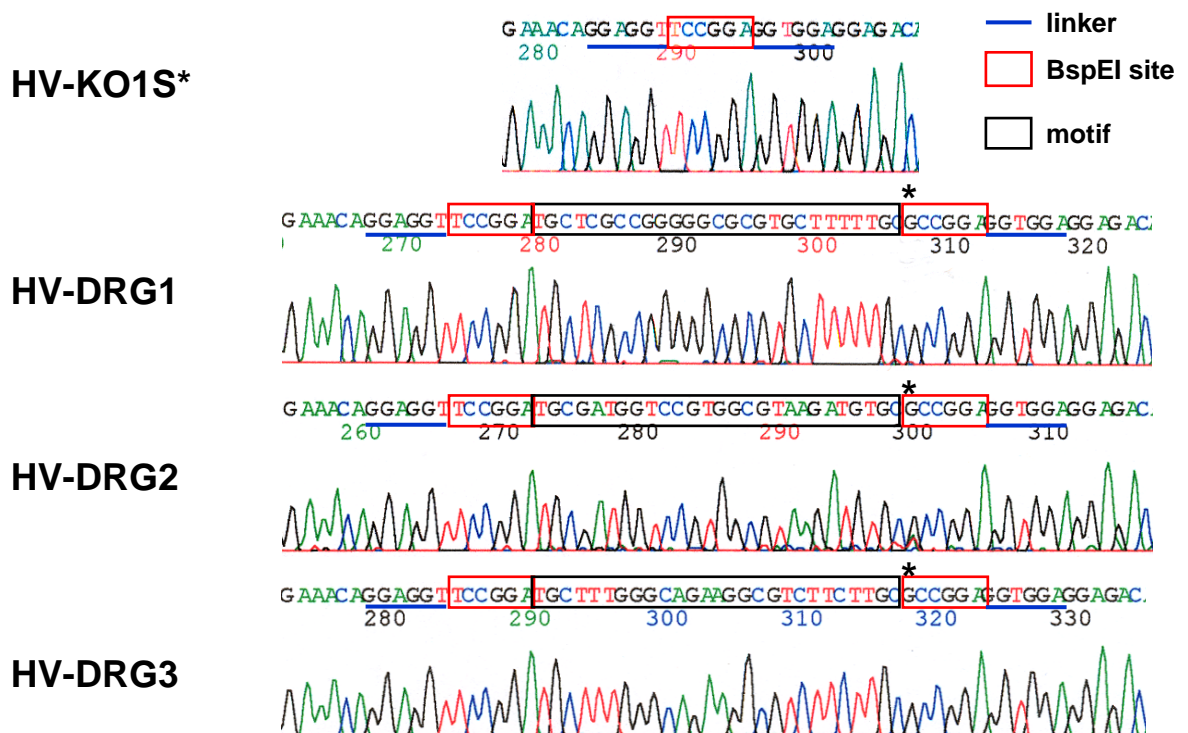 GAAACAGGAGGTTCCGGAGGTGGAGGAGACA
280 290 300
linker
BspEI site
motif
HV-KO1S*
*
GAAACAGGAGGTTCCGGATGCTCGCCGGGGGCGCGTGCTTTTTGCGCCGGAGGTGGAGGAGAC
270 280 290 300 310 320
HV-DRG1
*
GAAACAGGAGGTTCCGGATGCGATGGTCCGTGGCGTAAGATGTGCGCCGGAGGTGGAGGAGAC
260 270 280 290 300 310
HV-DRG2
*
GAAACAGGAGGTTCCGGATGCTTTGGGCAGAAGGCGTCTTCTTGCGCCGGAGGTGGAGGAGAC
280 290 300 310 320 330
HV-DRG3